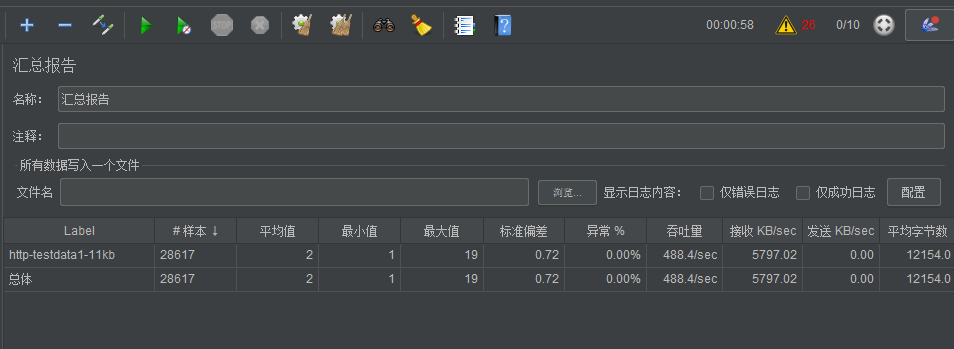 STOP
00:00:58 26 0/10
汇总报告
名称： 汇总报告
注释：
所有数据写入一个文件
文件名 浏览... 显示日志内容： 仅错误日志 仅成功日志 配置
Label # 样本 ↓ 平均值 最小值 最大值 标准偏差 异常 % 吞吐量 接收 KB/sec 发送 KB/sec 平均字节数
http-testdata1-11kb 28617 2 1 19 0.72 0.00% 488.4/sec 5797.02 0.00 12154.0
总体 28617 2 1 19 0.72 0.00% 488.4/sec 5797.02 0.00 12154.0